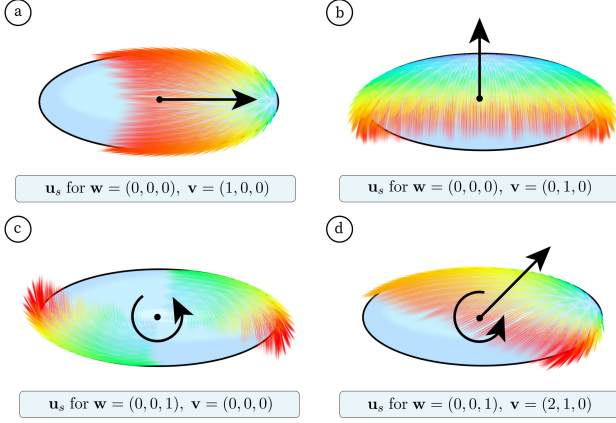 a
b
u_s for w = (0, 0, 0), v = (1, 0, 0)
u_s for w = (0, 0, 0), v = (0, 1, 0)
c
d
u_s for w = (0, 0, 1), v = (0, 0, 0)
u_s for w = (0, 0, 1), v = (2, 1, 0)